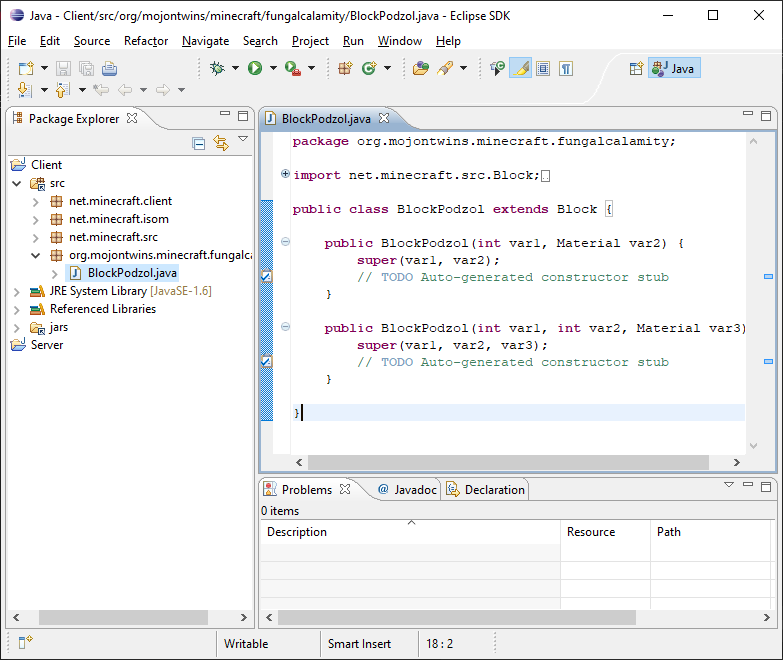 Java - Client/src/org/mojontwins/minecraft/fungalcalamity/BlockPodzol.java - Eclipse SDK
File Edit Source Refactor Navigate Search Project Run Window Help
Java
Package Explorer
Client
src
net.minecraft.client
net.minecraft.isom
net.minecraft.src
org.mojontwins.minecraft.fungalca
BlockPodzol.java
JRE System Library [JavaSE-1.6]
Referenced Libraries
jars
Server
BlockPodzol.java
package org.mojontwins.minecraft.fungalcalamity;
import net.minecraft.src.Block;
public class BlockPodzol extends Block {
public BlockPodzol(int var1, Material var2) {
super(var1, var2);
// TODO Auto-generated constructor stub
}
public BlockPodzol(int var1, int var2, Material var3)
super(var1, var2, var3);
// TODO Auto-generated constructor stub
}
}
Problems @ Javadoc Declaration
0 items
Description Resource Path
Writable Smart Insert 18 : 2